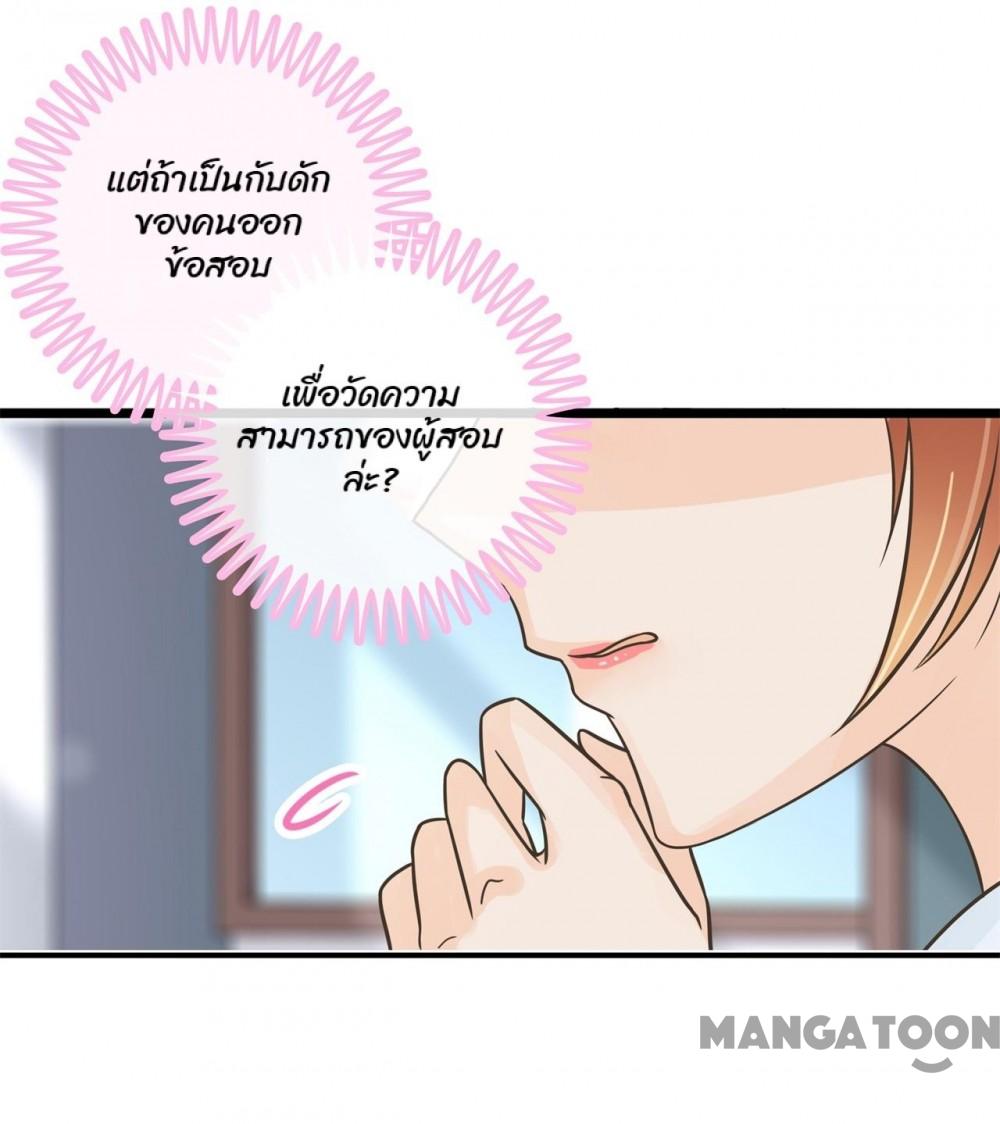 แต่ถ้าเป็นกับดัก
ของคนออก
ข้อสอบ
เพื่อวัดความ
สามารถของผู้สอบ
ล่ะ?
MANGATOON